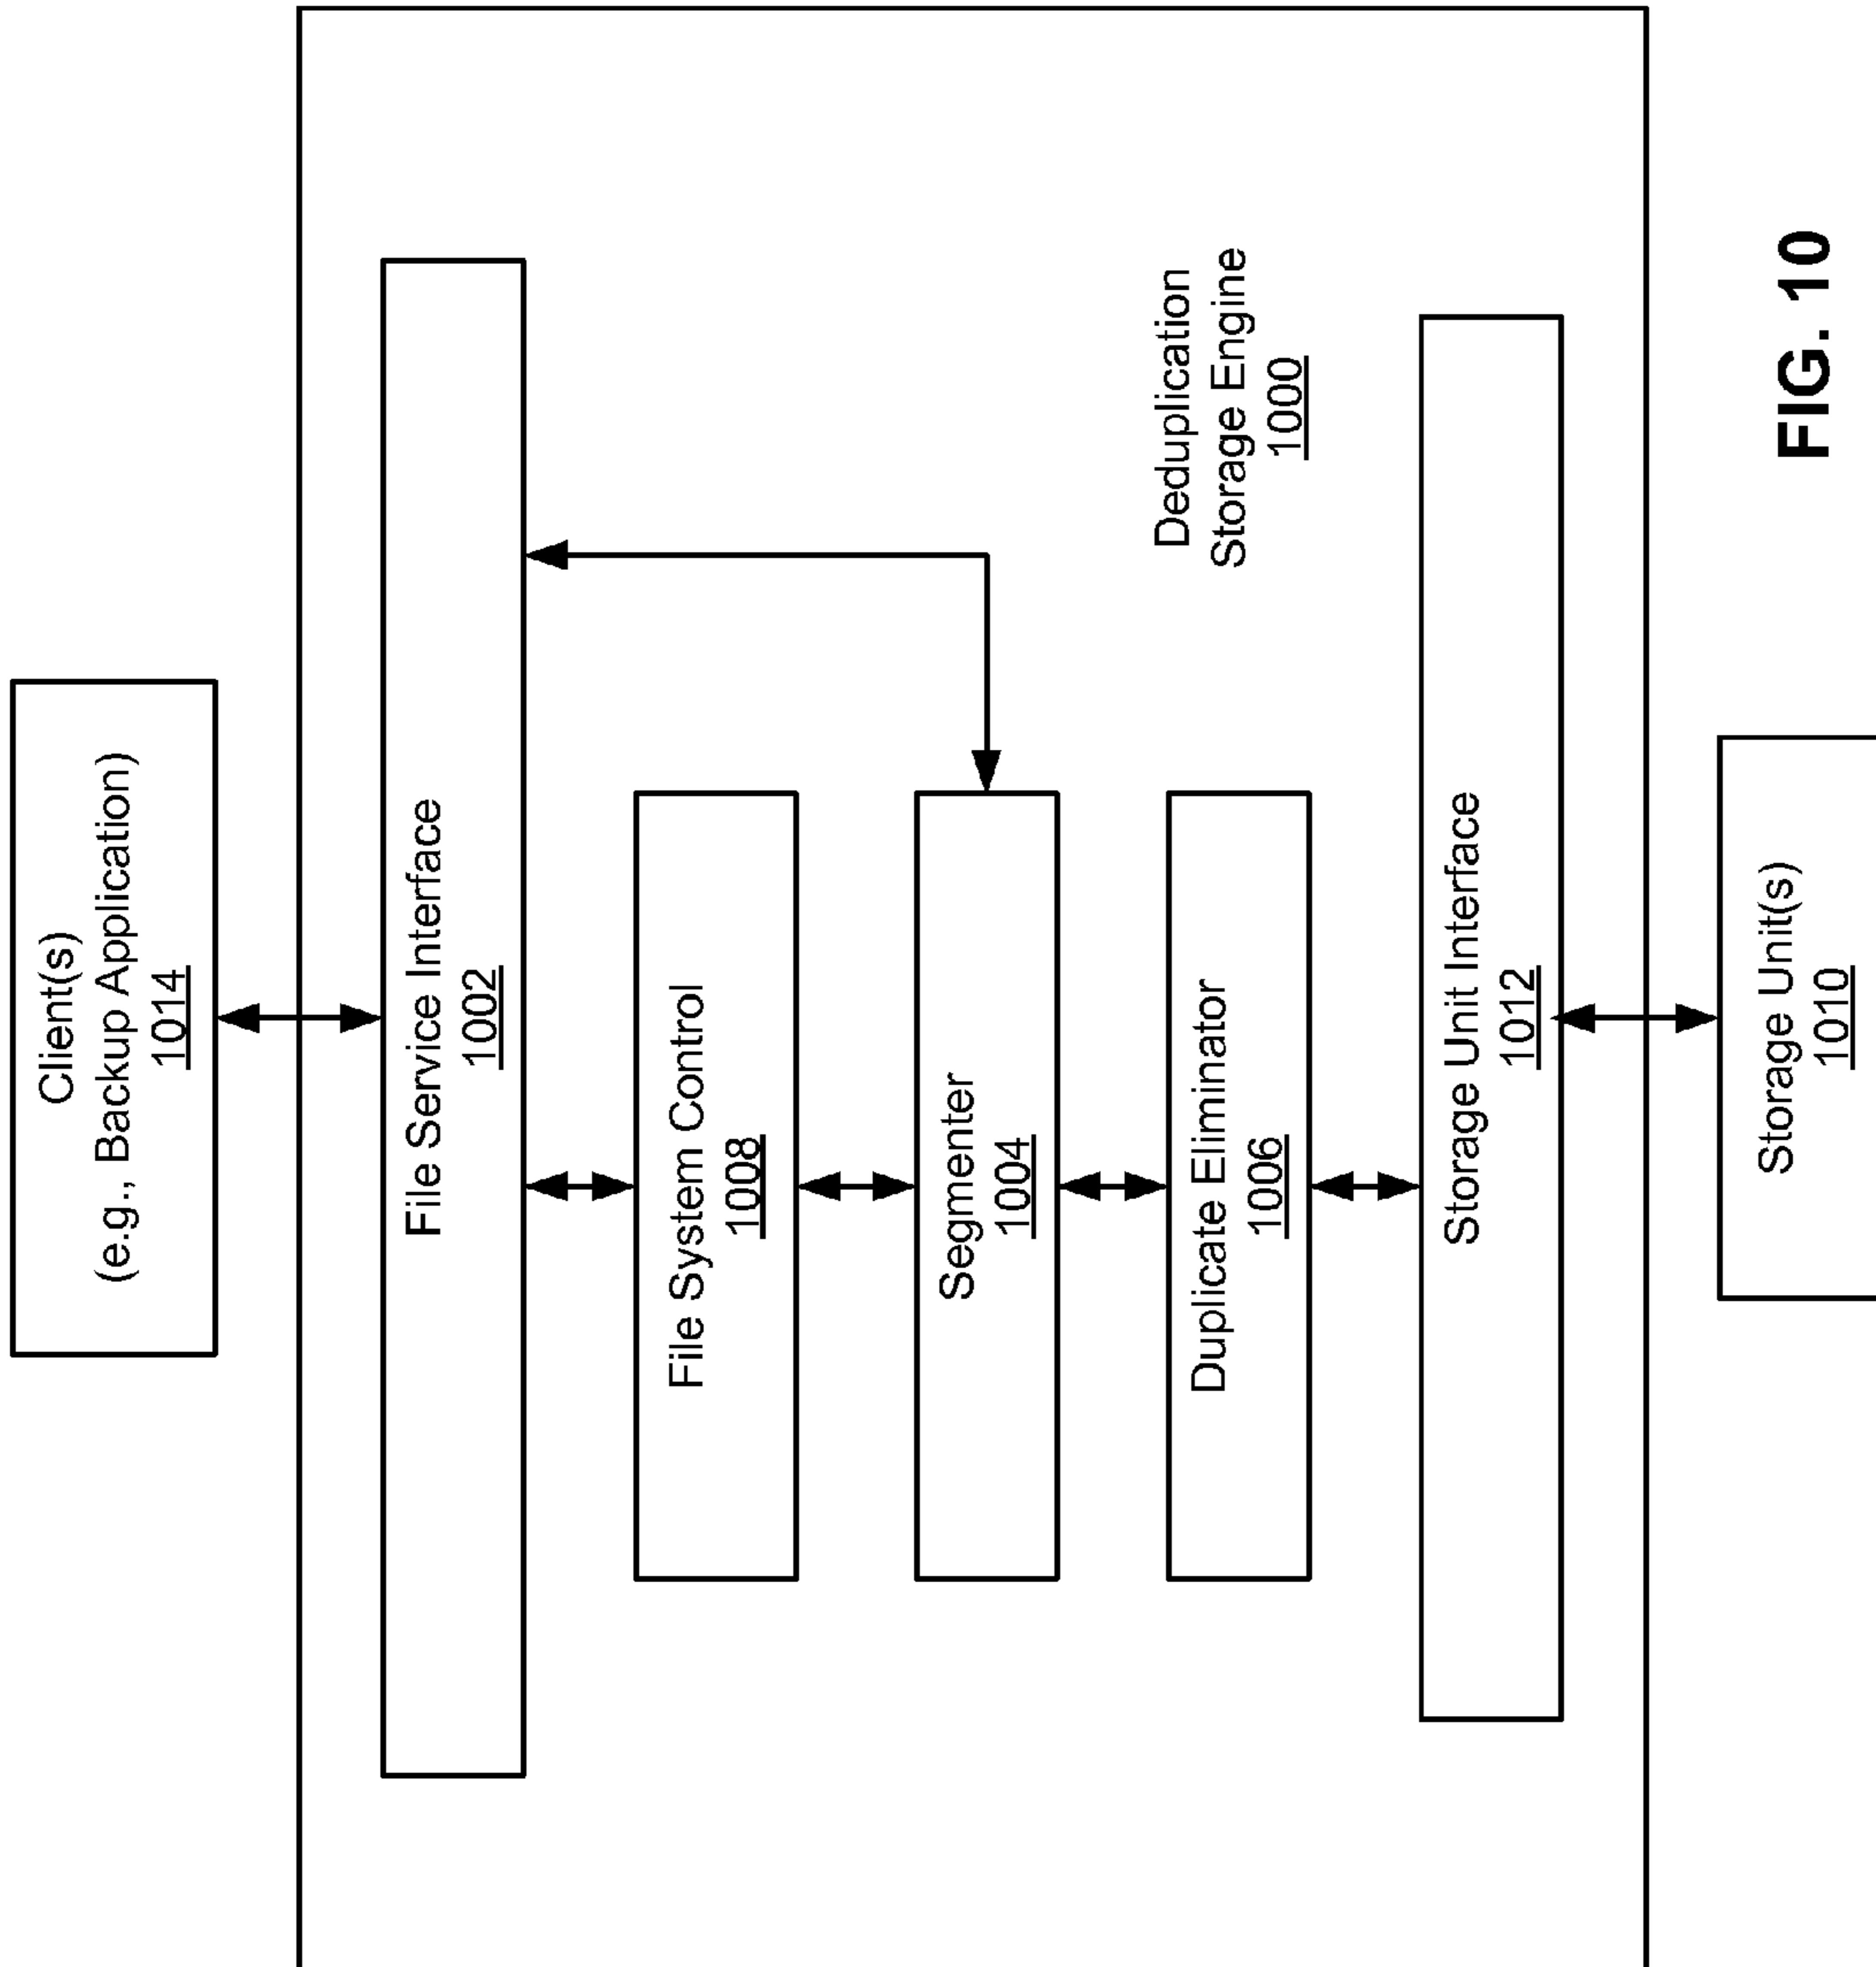 Client(s)
(e.g., Backup Application)
1014
File Service Interface
1002
File System Control
1008
Segmenter
1004
Duplicate Eliminator
1006
Storage Unit Interface
1012
Deduplication
Storage Engine
1000
Storage Unit(s)
1010
FIG. 10